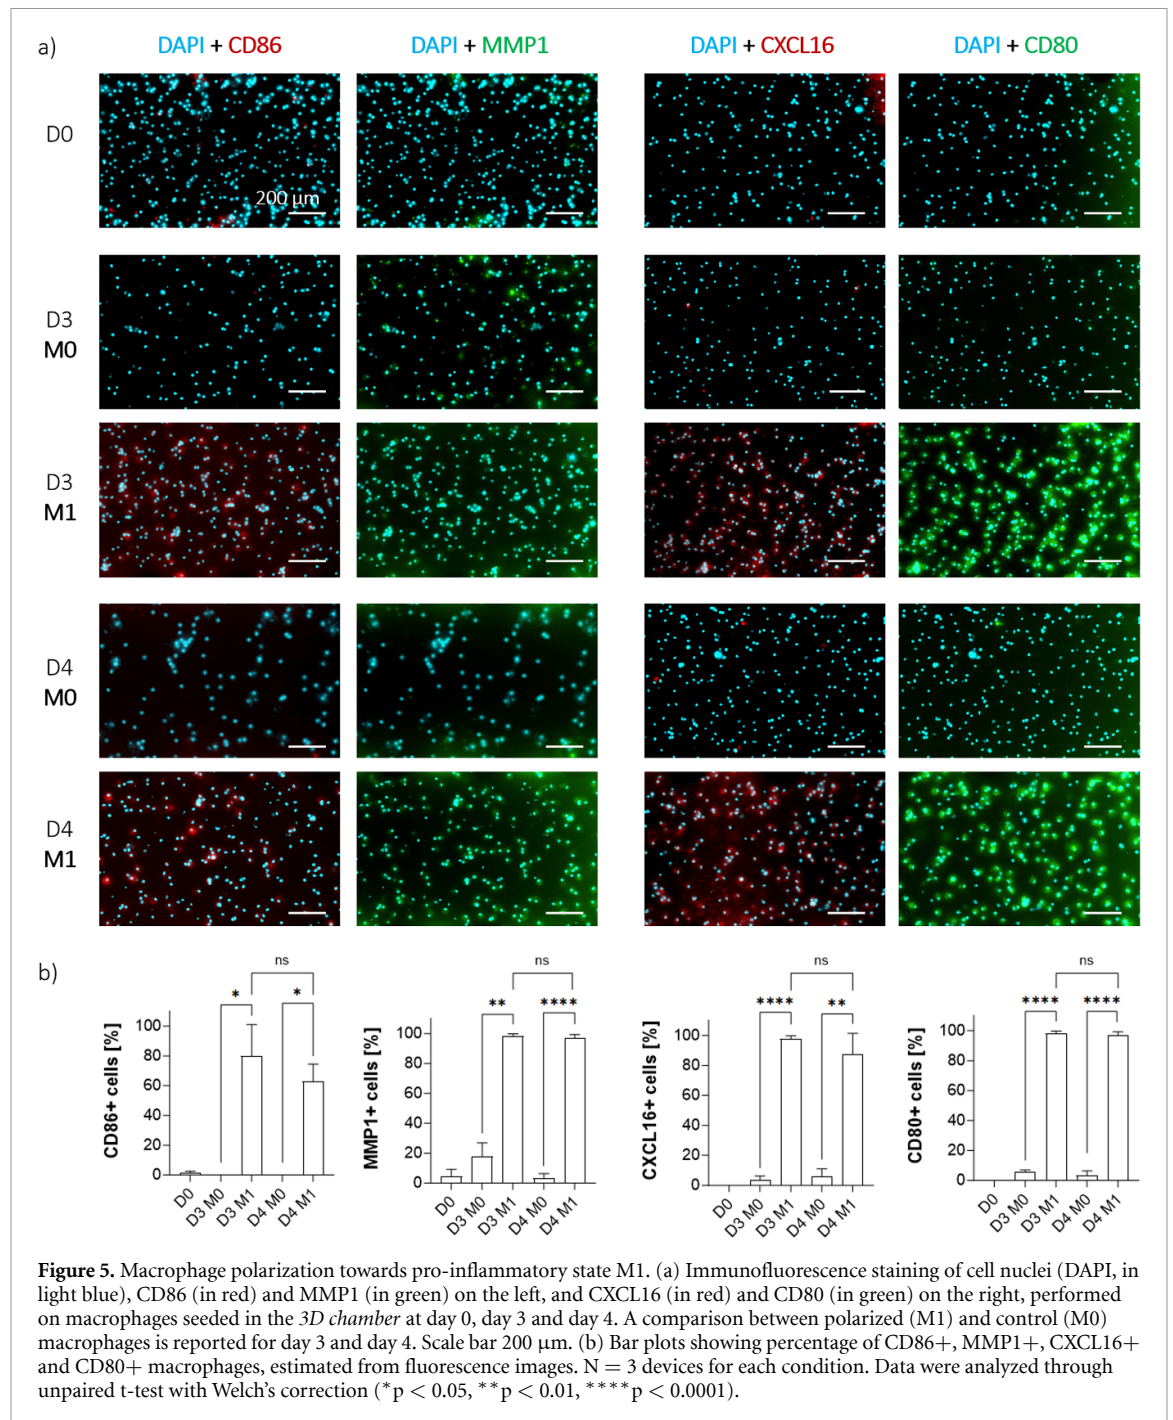 a)
DAPI + CD86
DAPI + MMP1
DAPI + CXCL16
DAPI + CD80
D0
200 µm
D3
M0
D3
M1
D4
M0
D4
M1
b)
CD86+ cells [%]
100
80
60
40
20
0
ns
*
*
D0
D3 M0
D3 M1
D4 M0
D4 M1
MMP1+ cells [%]
100
80
60
40
20
0
ns
**
****
D0
D3 M0
D3 M1
D4 M0
D4 M1
CXCL16+ cells [%]
100
80
60
40
20
0
ns
****
**
D0
D3 M0
D3 M1
D4 M0
D4 M1
CD80+ cells [%]
100
80
60
40
20
0
ns
****
****
D0
D3 M0
D3 M1
D4 M0
D4 M1
Figure 5. Macrophage polarization towards pro-inflammatory state M1. (a) Immunofluorescence staining of cell nuclei (DAPI, in
light blue), CD86 (in red) and MMP1 (in green) on the left, and CXCL16 (in red) and CD80 (in green) on the right, performed
on macrophages seeded in the 3D chamber at day 0, day 3 and day 4. A comparison between polarized (M1) and control (M0)
macrophages is reported for day 3 and day 4. Scale bar 200 µm. (b) Bar plots showing percentage of CD86+, MMP1+, CXCL16+
and CD80+ macrophages, estimated from fluorescence images. N = 3 devices for each condition. Data were analyzed through
unpaired t-test with Welch's correction (*p < 0.05, **p < 0.01, ****p < 0.0001).